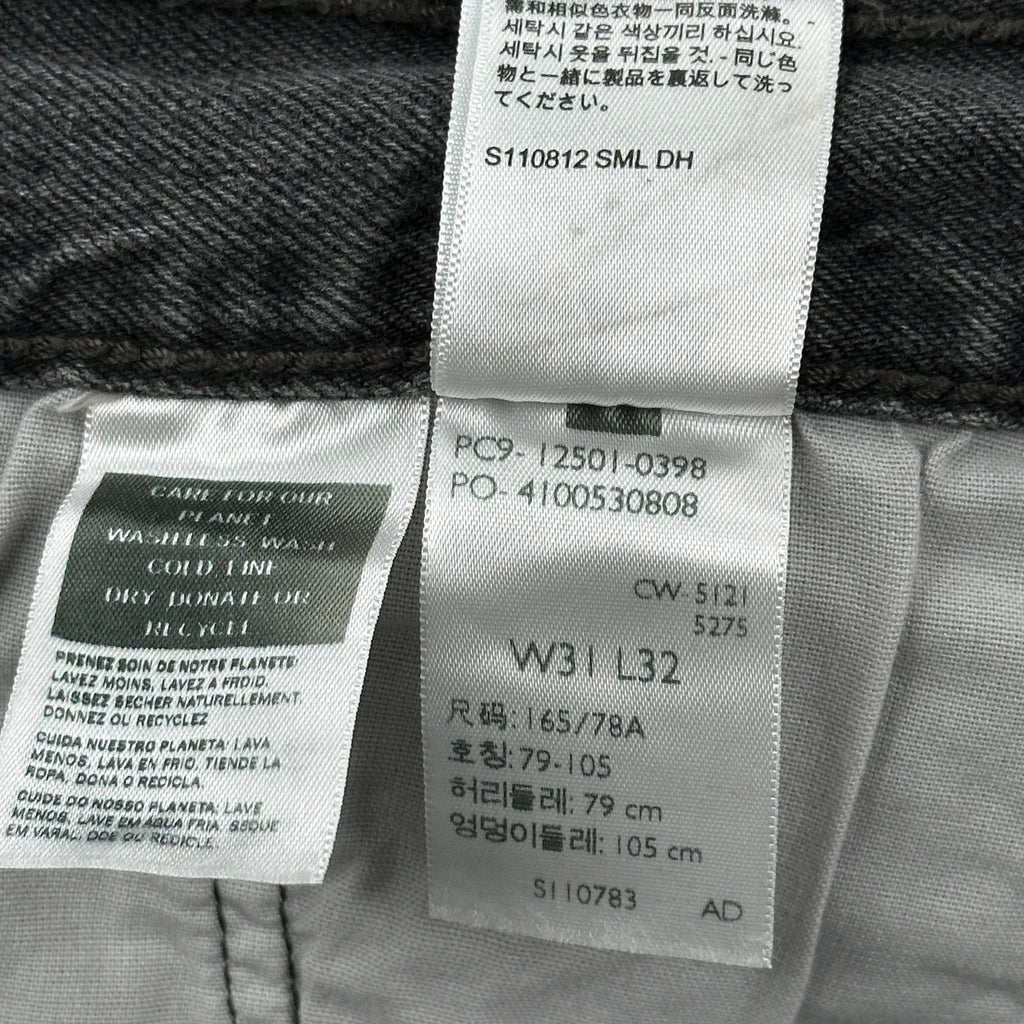 需和相似色衣物一同反面洗滌。
세탁시 같은 색상끼리 하십시요.
세탁시 옷을 뒤집을 것. - 同じ色
物と一緒に製品を裏返して洗っ
てください。
S110812 SML DH
PC9- 12501-0398
PO- 4100530808
CW- 5121
5275
W31 L32
尺码: 165/78A
호칭: 79-105
허리둘레: 79 cm
엉덩이둘레: 105 cm
S110783 AD
CARE FOR OUR
PLANET
WASH LESS WASH
COLD LINE
DRY DONATE OR
RECYCLE
PRENEZ SOIN DE NOTRE PLANETE:
LAVEZ MOINS, LAVEZ A FROID.
LAISSEZ SECHER NATURELLEMENT.
DONNEZ OU RECYCLEZ
CUIDA NUESTRO PLANETA: LAVA
MENOS, LAVA EN FRIO, TIENDE LA
ROPA, DONA O RECICLA.
CUIDE DO NOSSO PLANETA: LAVE
MENOS, LAVE EM AGUA FRIA, SEQUE
EM VARAL, DOE OU RECICLE